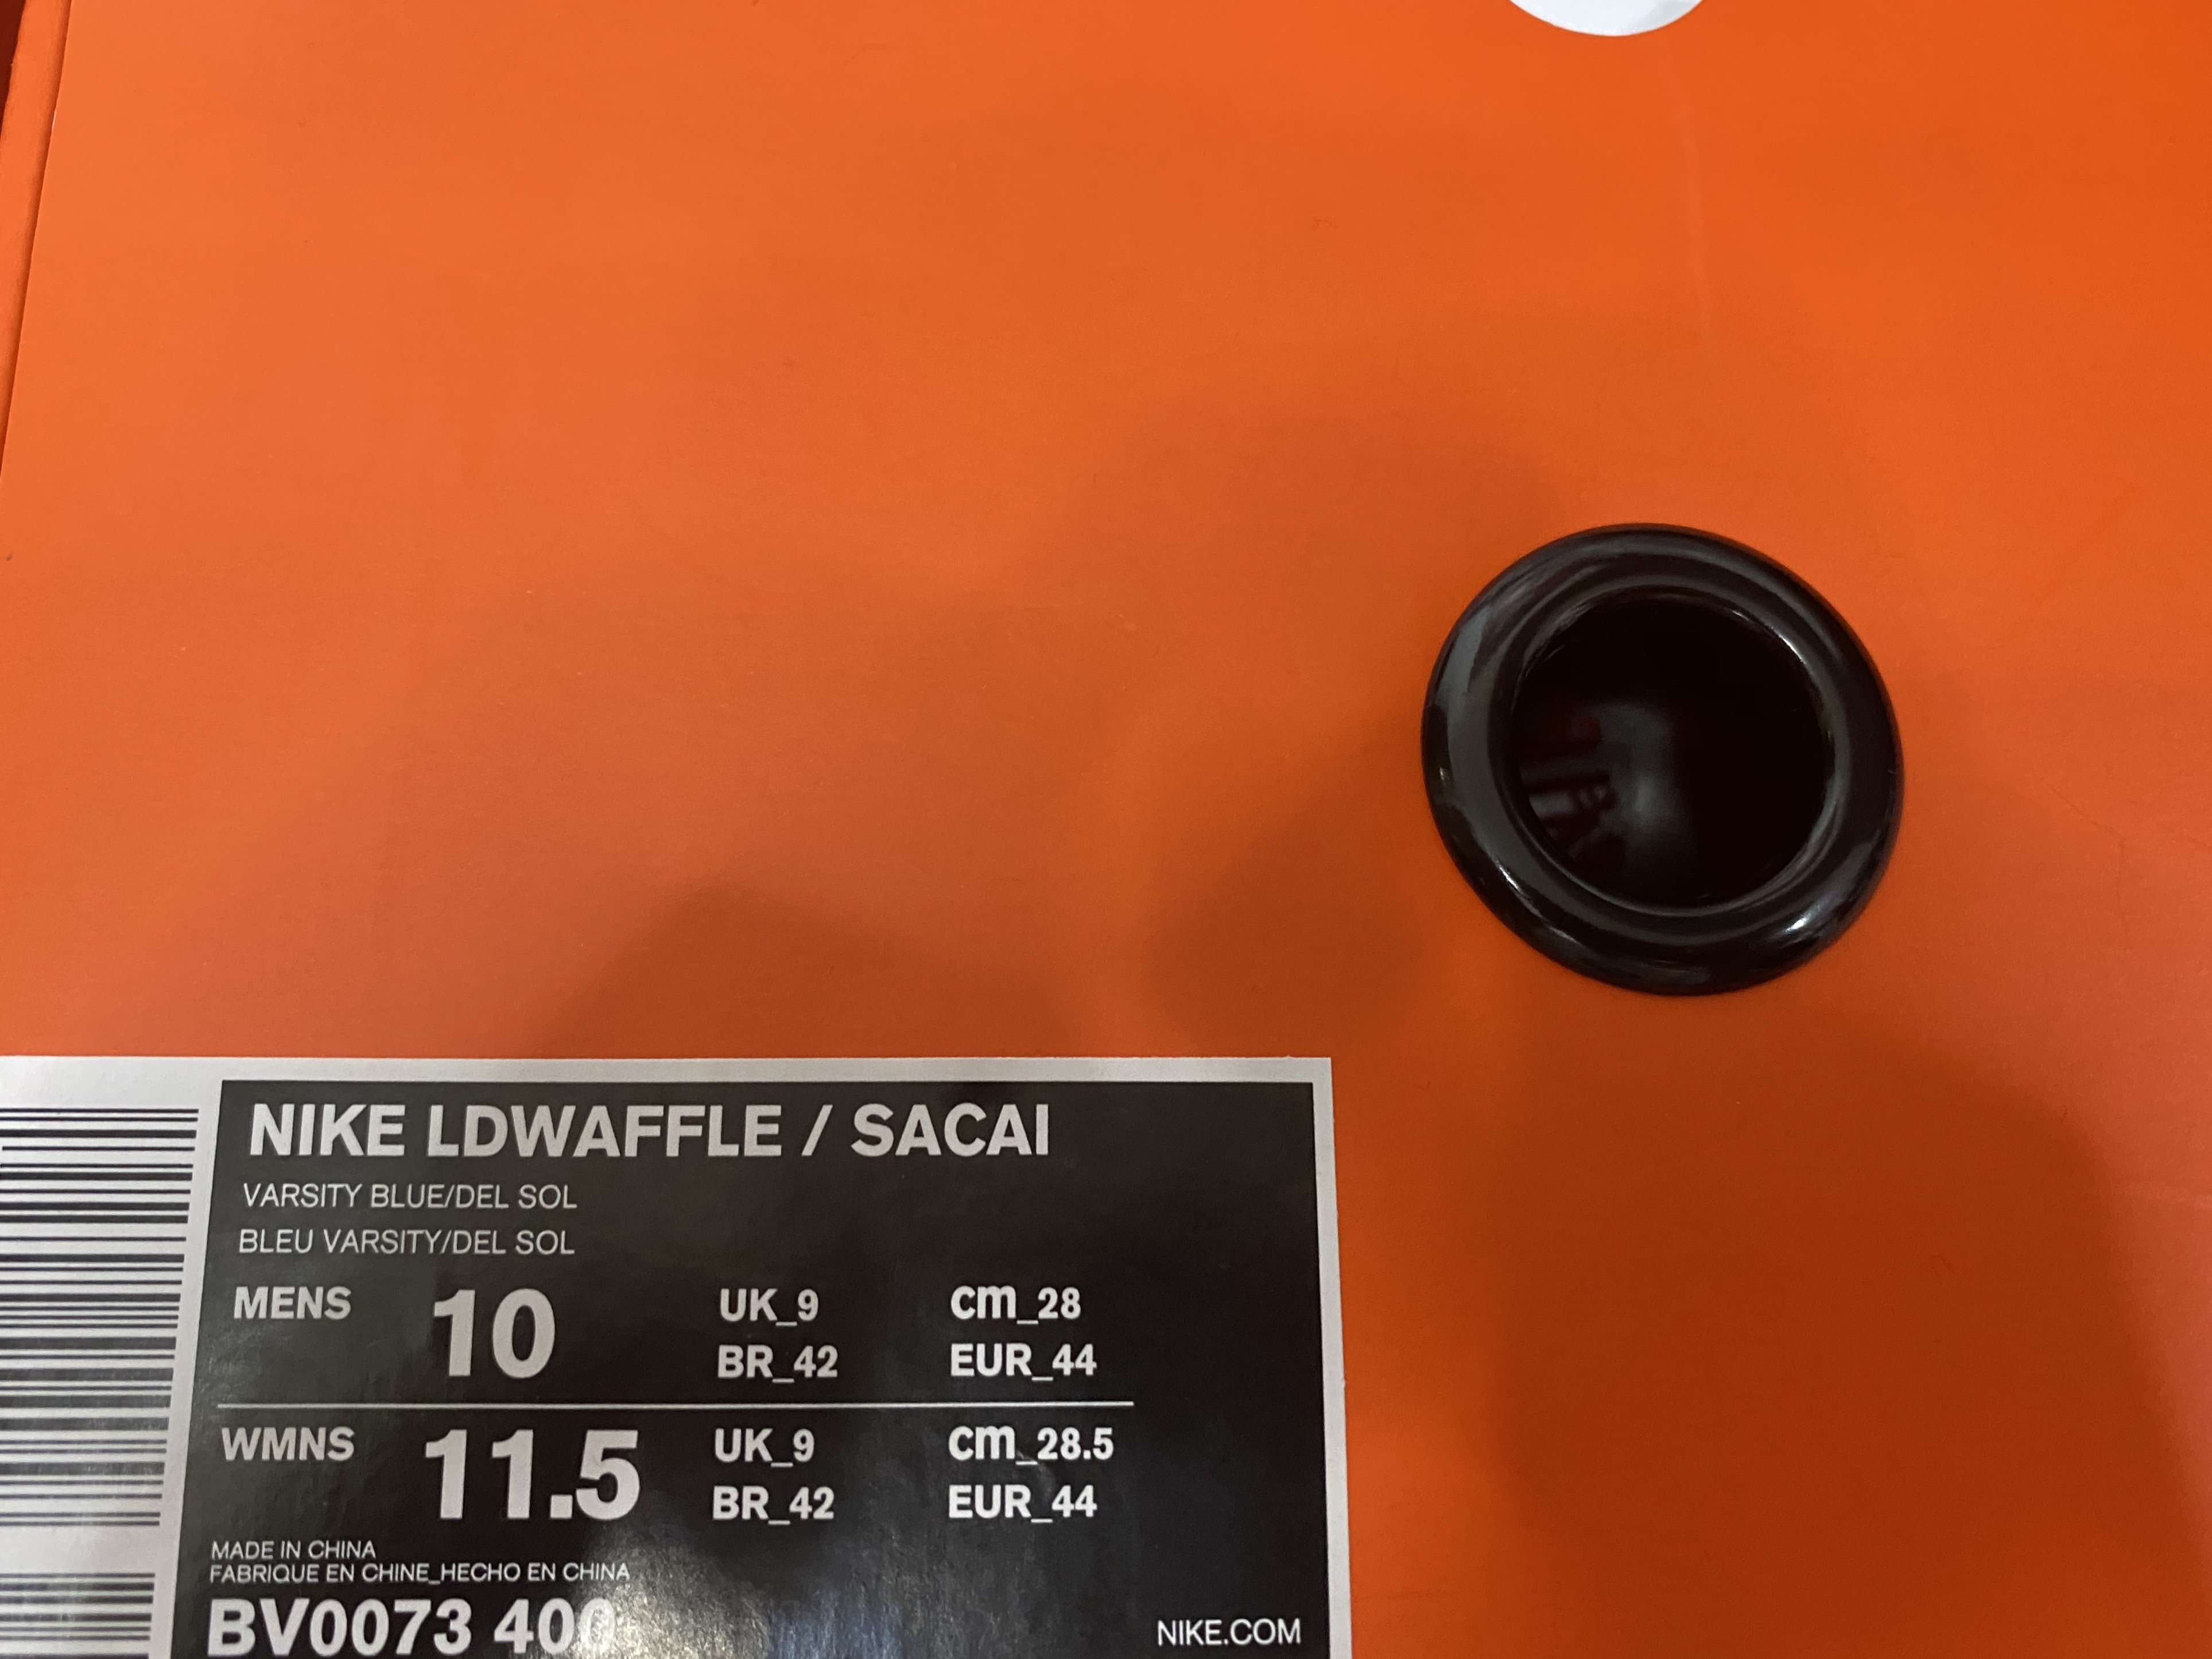 NIKE LDWAFFLE / SACAI
VARSITY BLUE/DEL SOL
BLEU VARSITY/DEL SOL
MENS 10 UK_9 cm_28
BR_42 EUR_44
WMNS 11.5 UK_9 cm_28.5
BR_42 EUR_44
MADE IN CHINA
FABRIQUE EN CHINE_HECHO EN CHINA
BV0073 400
NIKE.COM